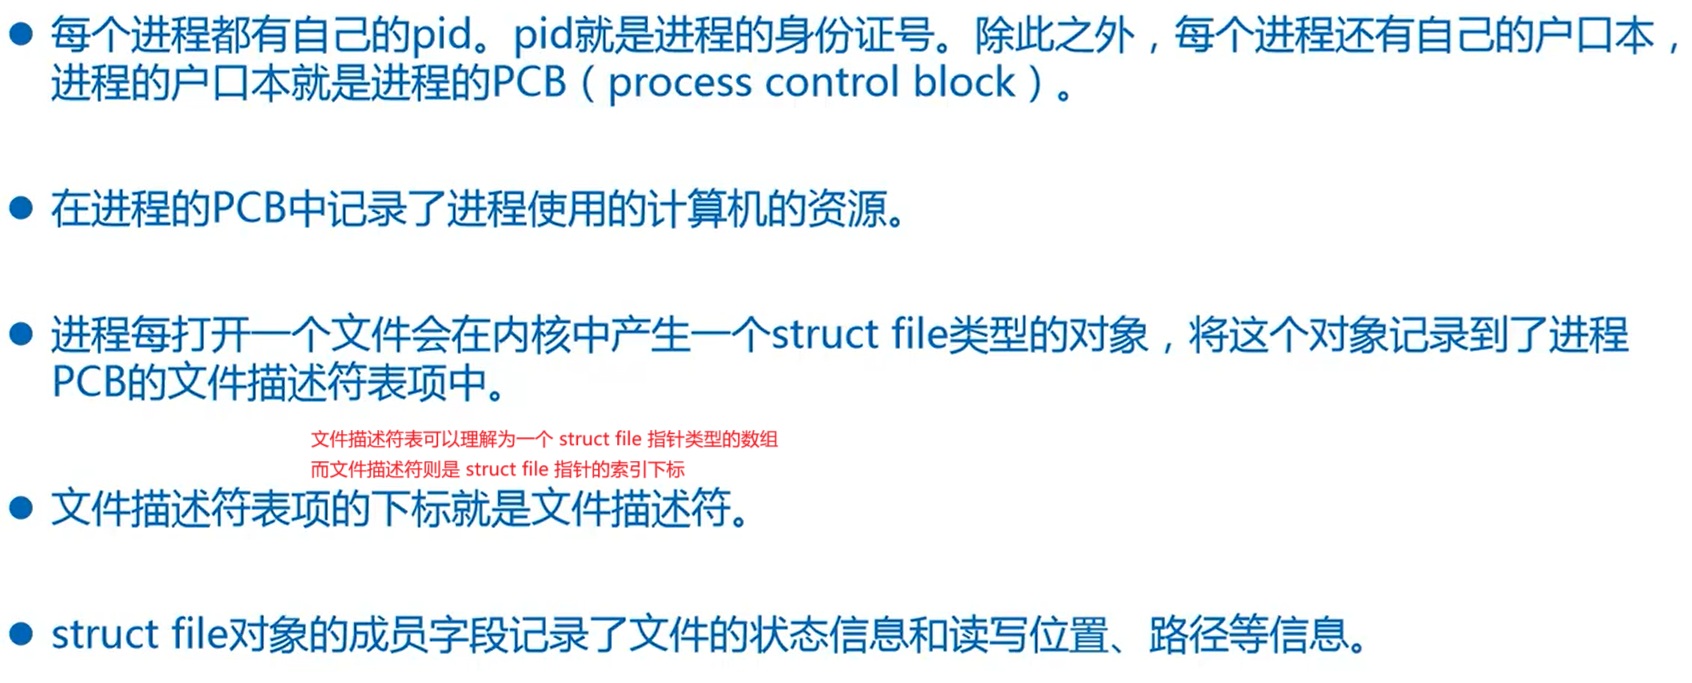 ● 每个进程都有自己的pid。pid就是进程的身份证号。除此之外，每个进程还有自己的户口本，
进程的户口本就是进程的PCB（process control block）。
● 在进程的PCB中记录了进程使用的计算机的资源。
● 进程每打开一个文件会在内核中产生一个struct file类型的对象，将这个对象记录到了进程
PCB的文件描述符表项中。
文件描述符表可以理解为一个 struct file 指针类型的数组
而文件描述符则是 struct file 指针的索引下标
● 文件描述符表项的下标就是文件描述符。
● struct file对象的成员字段记录了文件的状态信息和读写位置、路径等信息。